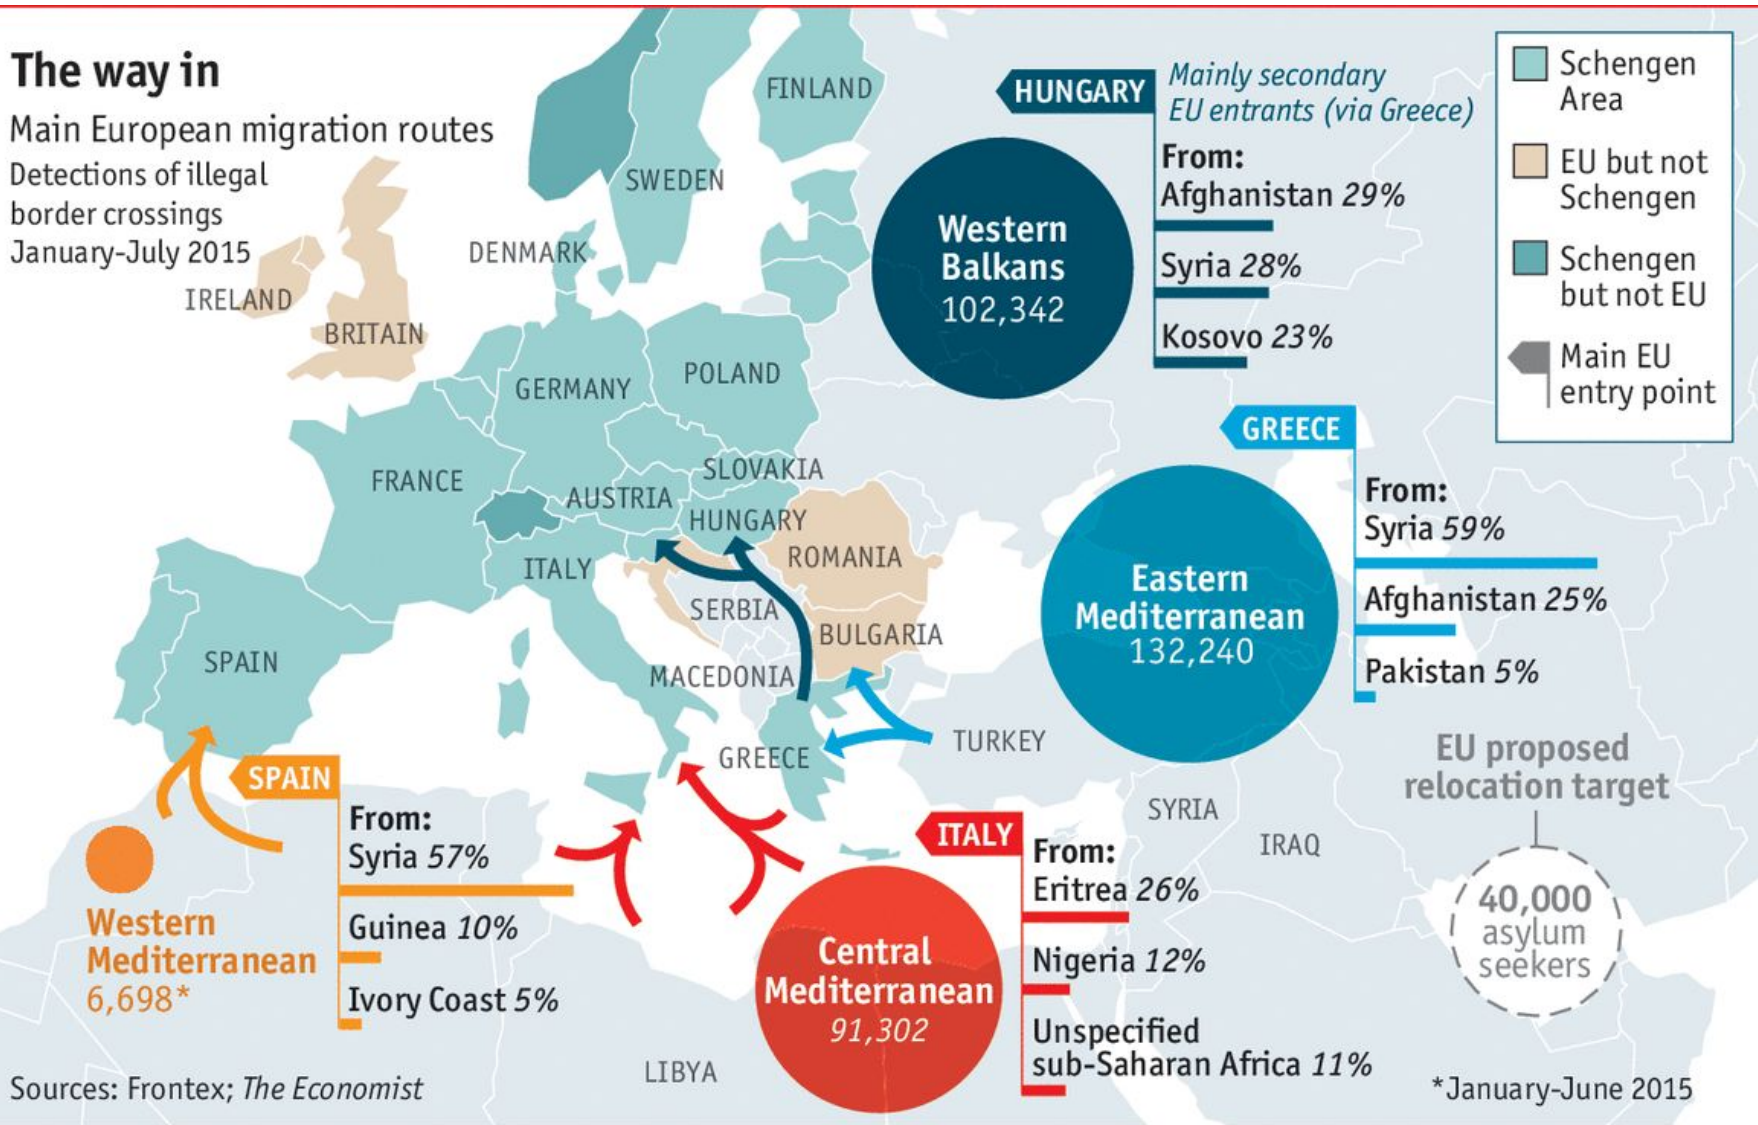 The way in
Main European migration routes
Detections of illegal
border crossings
January-July 2015
FINLAND
SWEDEN
DENMARK
IRELAND
BRITAIN
GERMANY
POLAND
FRANCE
SLOVAKIA
AUSTRIA
HUNGARY
ITALY
ROMANIA
SERBIA
BULGARIA
SPAIN
MACEDONIA
GREECE
TURKEY
SYRIA
IRAQ
LIBYA
HUNGARY
Mainly secondary
EU entrants (via Greece)
Western
Balkans
102,342
From:
Afghanistan 29%
Syria 28%
Kosovo 23%
Schengen
Area
EU but not
Schengen
Schengen
but not EU
Main EU
entry point
GREECE
Eastern
Mediterranean
132,240
From:
Syria 59%
Afghanistan 25%
Pakistan 5%
SPAIN
Western
Mediterranean
6,698*
From:
Syria 57%
Guinea 10%
Ivory Coast 5%
ITALY
Central
Mediterranean
91,302
From:
Eritrea 26%
Nigeria 12%
Unspecified
sub-Saharan Africa 11%
EU proposed
relocation target
40,000
asylum
seekers
Sources: Frontex; The Economist
*January-June 2015